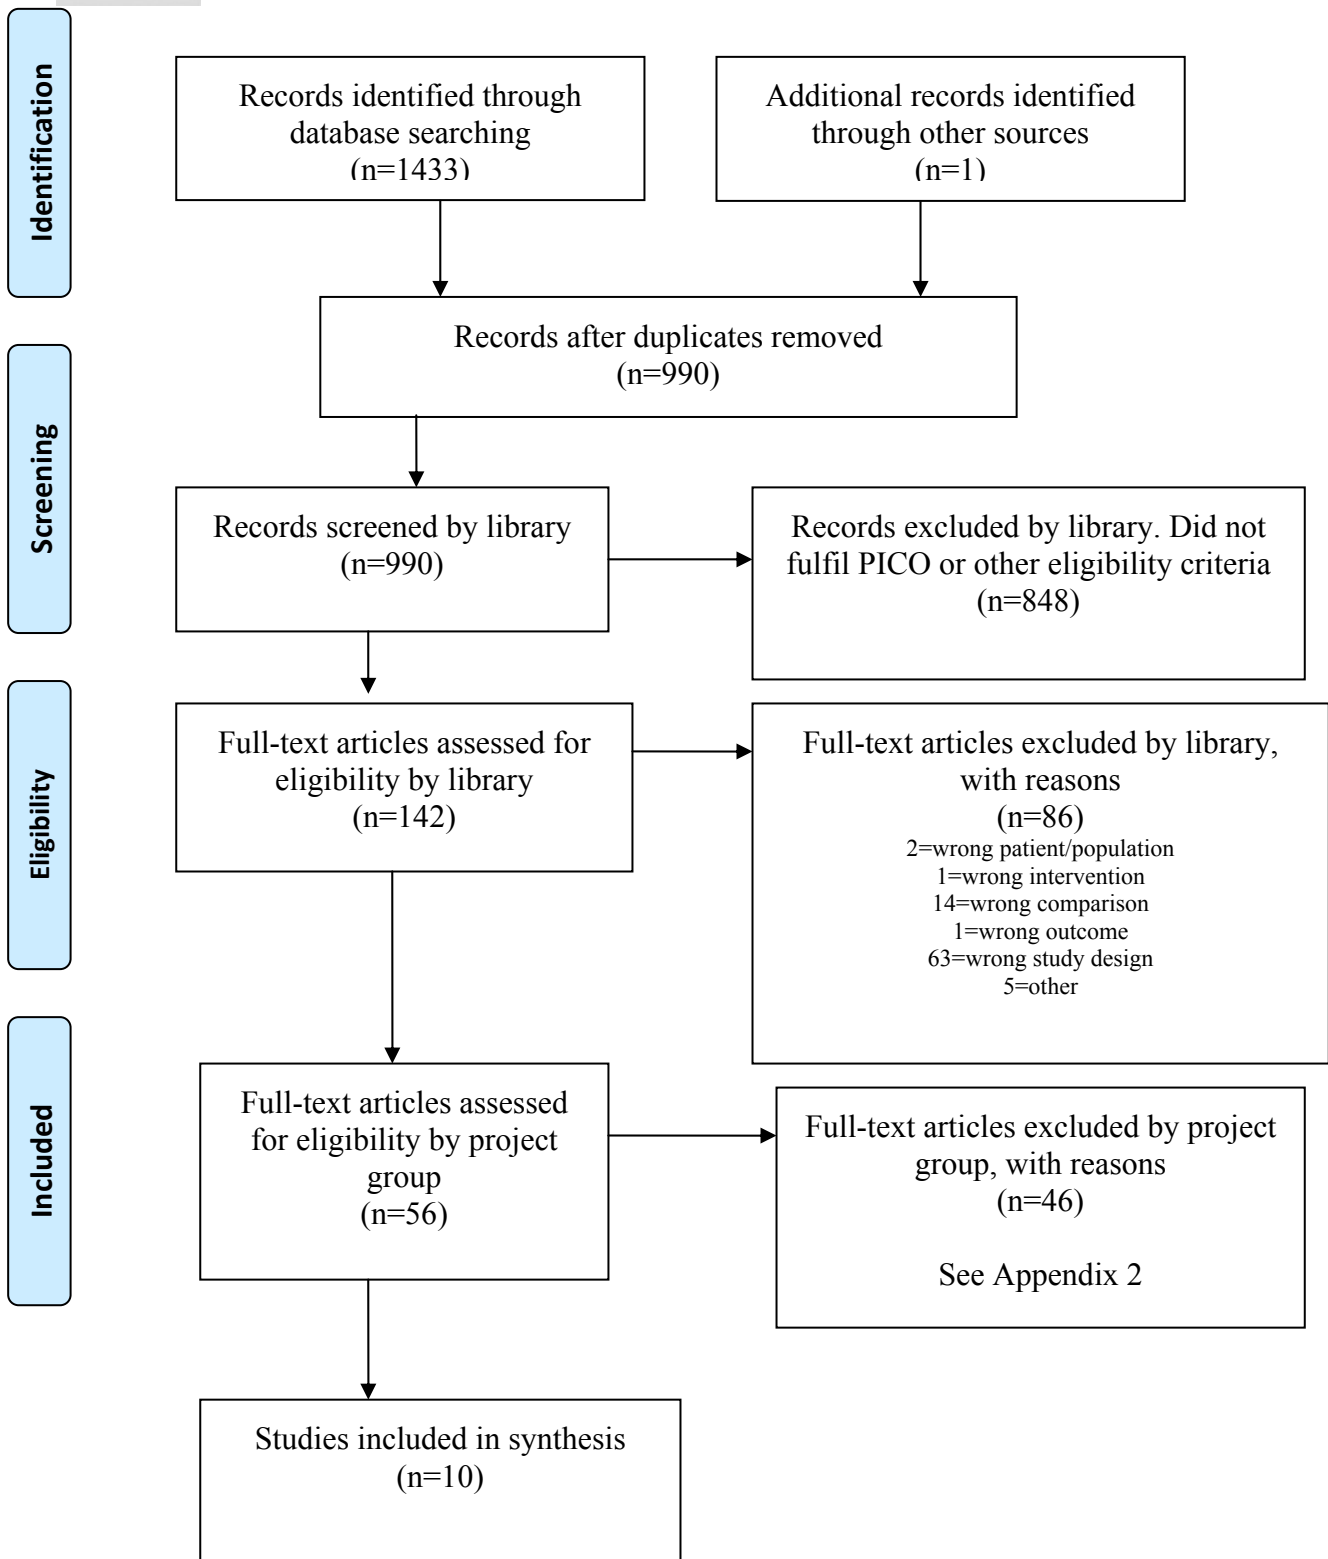 Identification
Records identified through
database searching
(n=1433)
Additional records identified
through other sources
(n=1)
Records after duplicates removed
(n=990)
Screening
Records screened by library
(n=990)
Records excluded by library. Did not
fulfil PICO or other eligibility criteria
(n=848)
Eligibility
Full-text articles assessed for
eligibility by library
(n=142)
Full-text articles excluded by library,
with reasons
(n=86)
2=wrong patient/population
1=wrong intervention
14=wrong comparison
1=wrong outcome
63=wrong study design
5=other
Included
Full-text articles assessed
for eligibility by project
group
(n=56)
Full-text articles excluded by project
group, with reasons
(n=46)
See Appendix 2
Studies included in synthesis
(n=10)